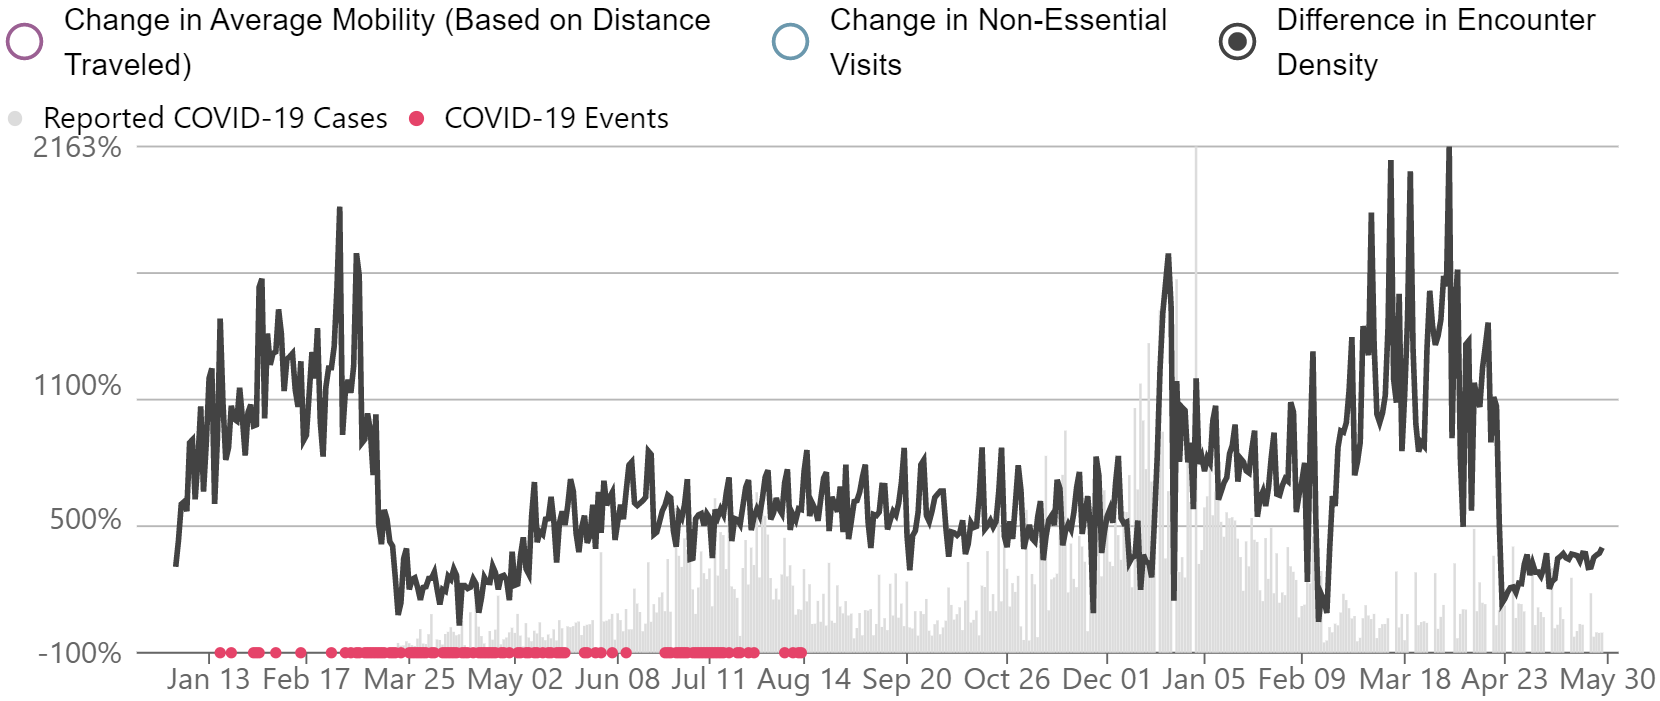 Change in Average Mobility (Based on Distance
Traveled)
Change in Non-Essential
Visits
Difference in Encounter
Density
Reported COVID-19 Cases
COVID-19 Events
2163%
1100%
500%
-100%
Jan 13 Feb 17 Mar 25 May 02 Jun 08 Jul 11 Aug 14 Sep 20 Oct 26 Dec 01 Jan 05 Feb 09 Mar 18 Apr 23 May 30